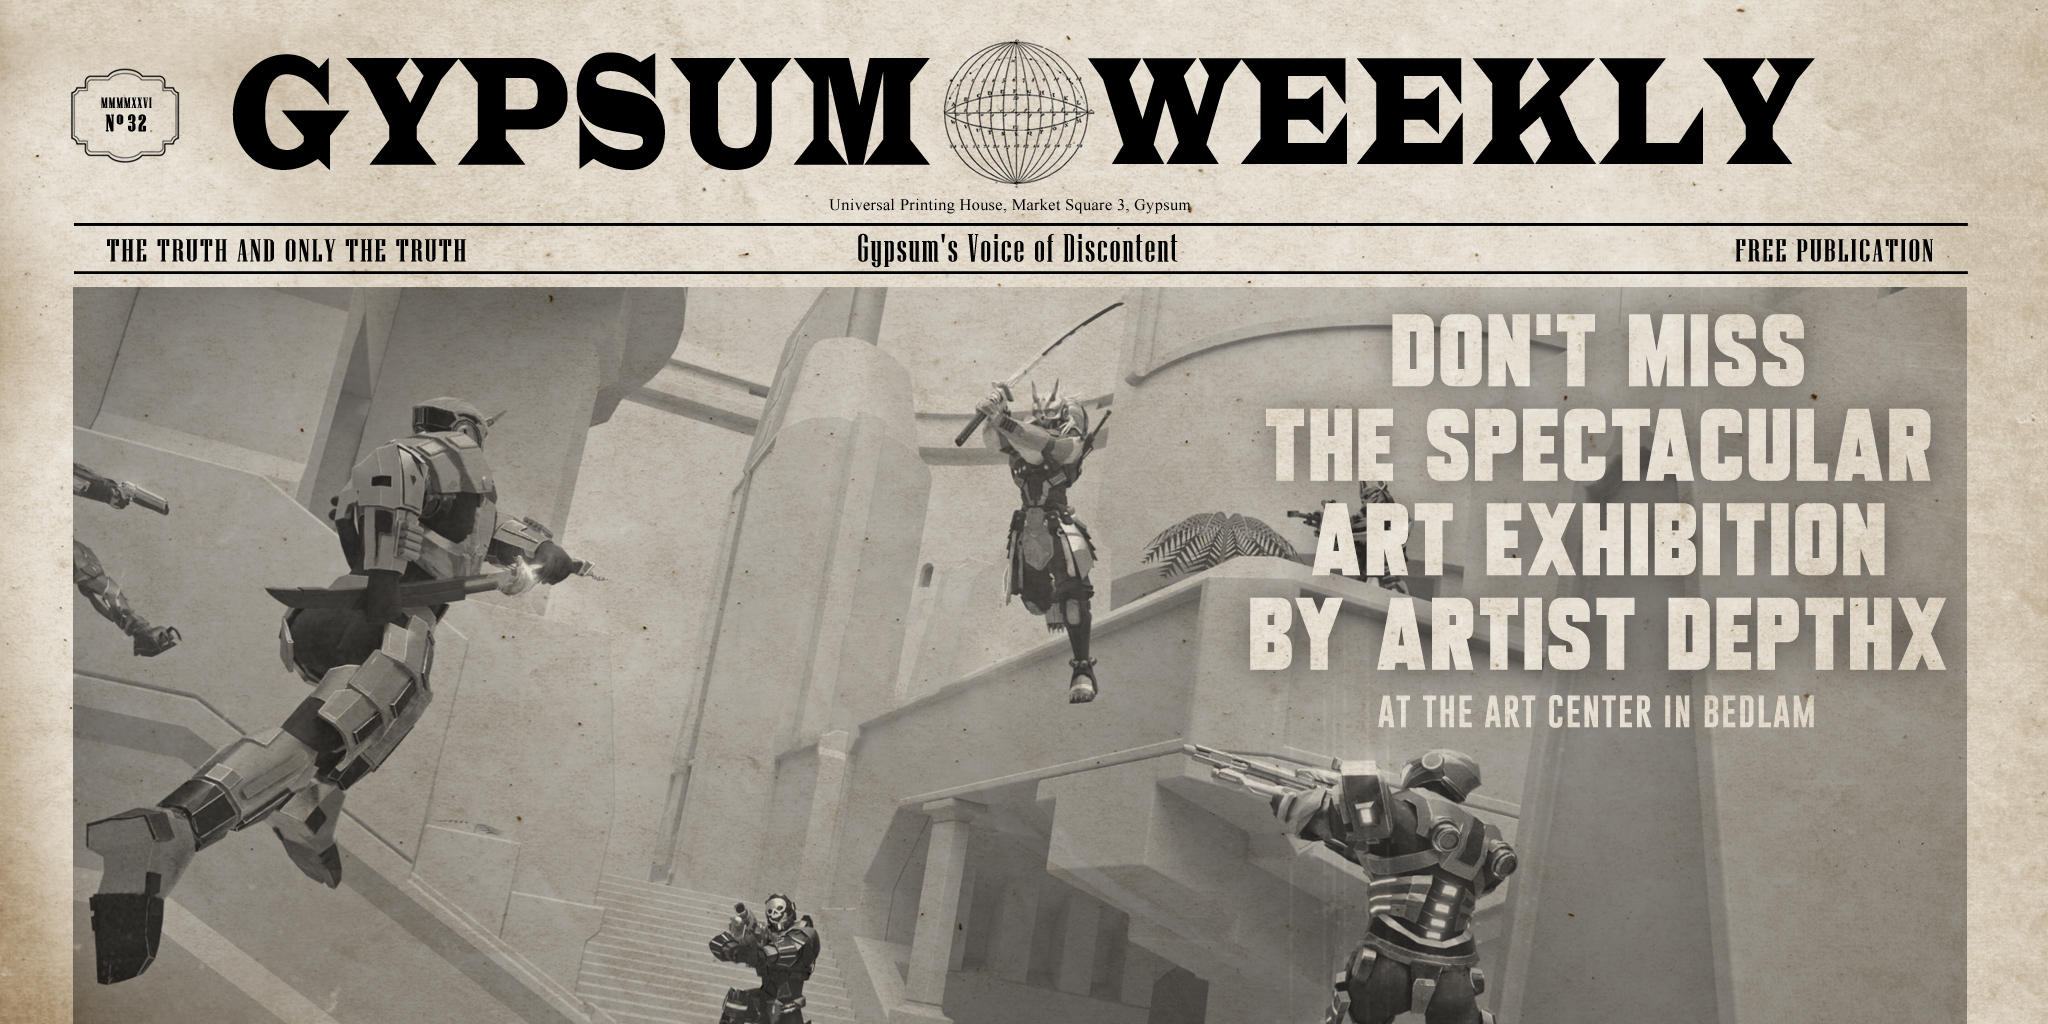 MMMMXXVI
Nº 32
GYPSUM WEEKLY
Universal Printing House, Market Square 3, Gypsum
THE TRUTH AND ONLY THE TRUTH
Gypsum's Voice of Discontent
FREE PUBLICATION
DON'T MISS
THE SPECTACULAR
ART EXHIBITION
BY ARTIST DEPTHX
AT THE ART CENTER IN BEDLAM